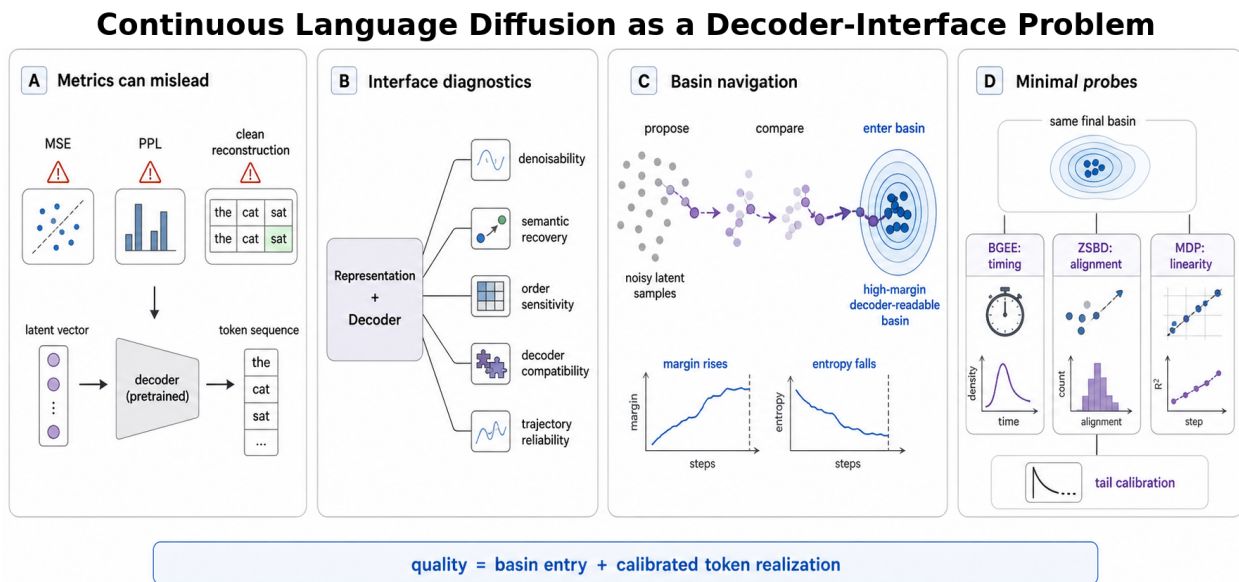 Continuous Language Diffusion as a Decoder-Interface Problem
A Metrics can mislead
MSE
PPL
clean
reconstruction
the cat sat
the cat sat
latent vector
decoder
(pretrained)
token sequence
the
cat
sat
...
B Interface diagnostics
Representation
+
Decoder
denoisability
semantic
recovery
order
sensitivity
decoder
compatibility
trajectory
reliability
C Basin navigation
propose
compare
enter basin
noisy latent
samples
high-margin
decoder-readable
basin
margin rises
margin
steps
entropy falls
entropy
steps
D Minimal probes
same final basin
BGEE:
timing
density
time
ZSBD:
alignment
count
alignment
MDP:
linearity
R²
step
tail calibration
quality = basin entry + calibrated token realization